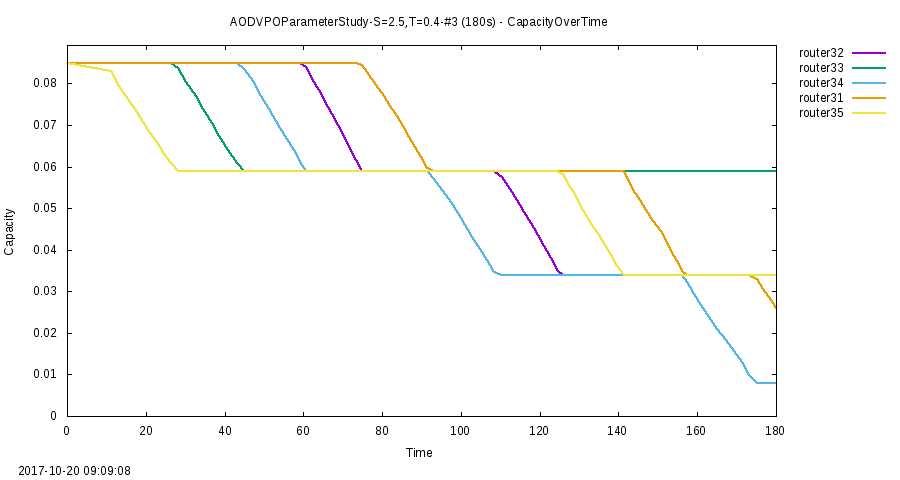 AODVPOParameterStudy-S=2.5,T=0.4-#3 (180s) - CapacityOverTime
router32
router33
router34
router31
router35
0.08
0.07
0.06
0.05
0.04
0.03
0.02
0.01
0
Capacity
0 20 40 60 80 100 120 140 160 180
Time
2017-10-20 09:09:08